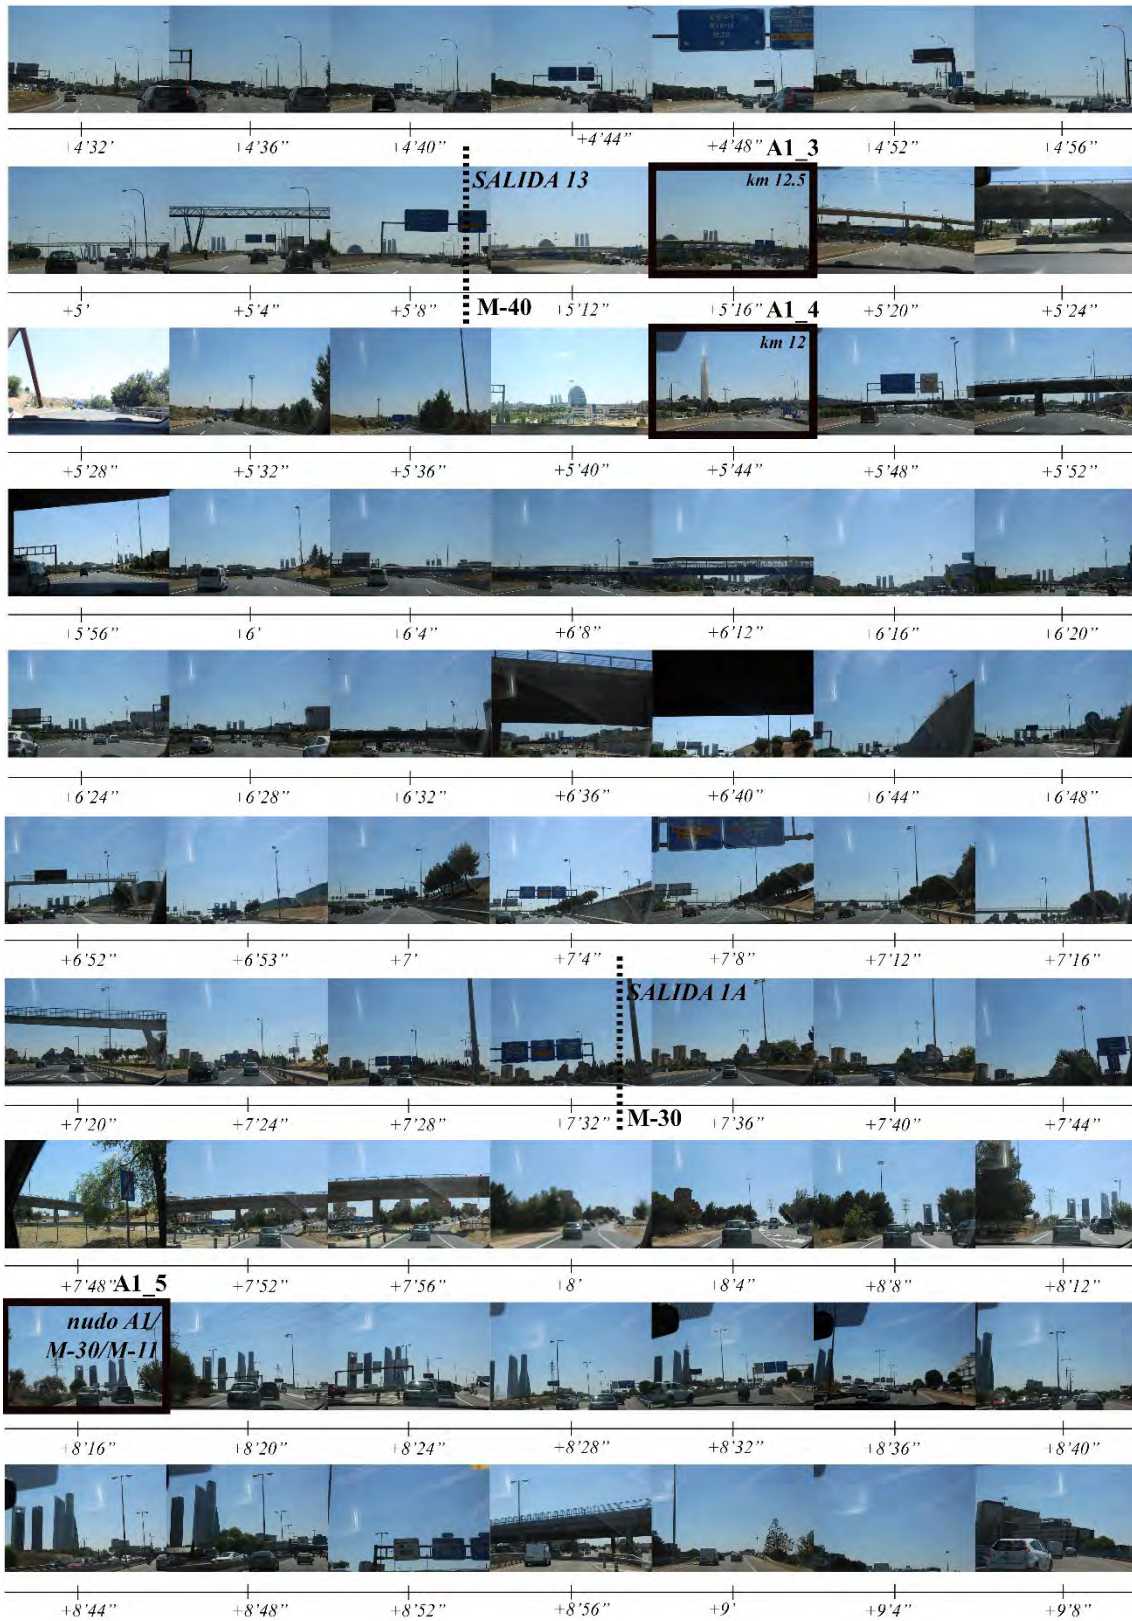 +4’32’ +4’36” +4’40” +4’44” +4’48” +4’52” +4’56”
A1_3
SALIDA 13
km 12.5
+5’ +5’4” +5’8” +5’12” +5’16” +5’20” +5’24”
M-40
A1_4
km 12
+5’28” +5’32” +5’36” +5’40” +5’44” +5’48” +5’52”
+5’56” +6’ +6’4” +6’8” +6’12” +6’16” +6’20”
+6’24” +6’28” +6’32” +6’36” +6’40” +6’44” +6’48”
+6’52” +6’53” +7’ +7’4” +7’8” +7’12” +7’16”
SALIDA 1A
+7’20” +7’24” +7’28” +7’32” +7’36” +7’40” +7’44”
M-30
+7’48” +7’52” +7’56” +8’ +8’4” +8’8” +8’12”
A1_5
nudo A1/
M-30/M-11
+8’16” +8’20” +8’24” +8’28” +8’32” +8’36” +8’40”
+8’44” +8’48” +8’52” +8’56” +9’ +9’4” +9’8”